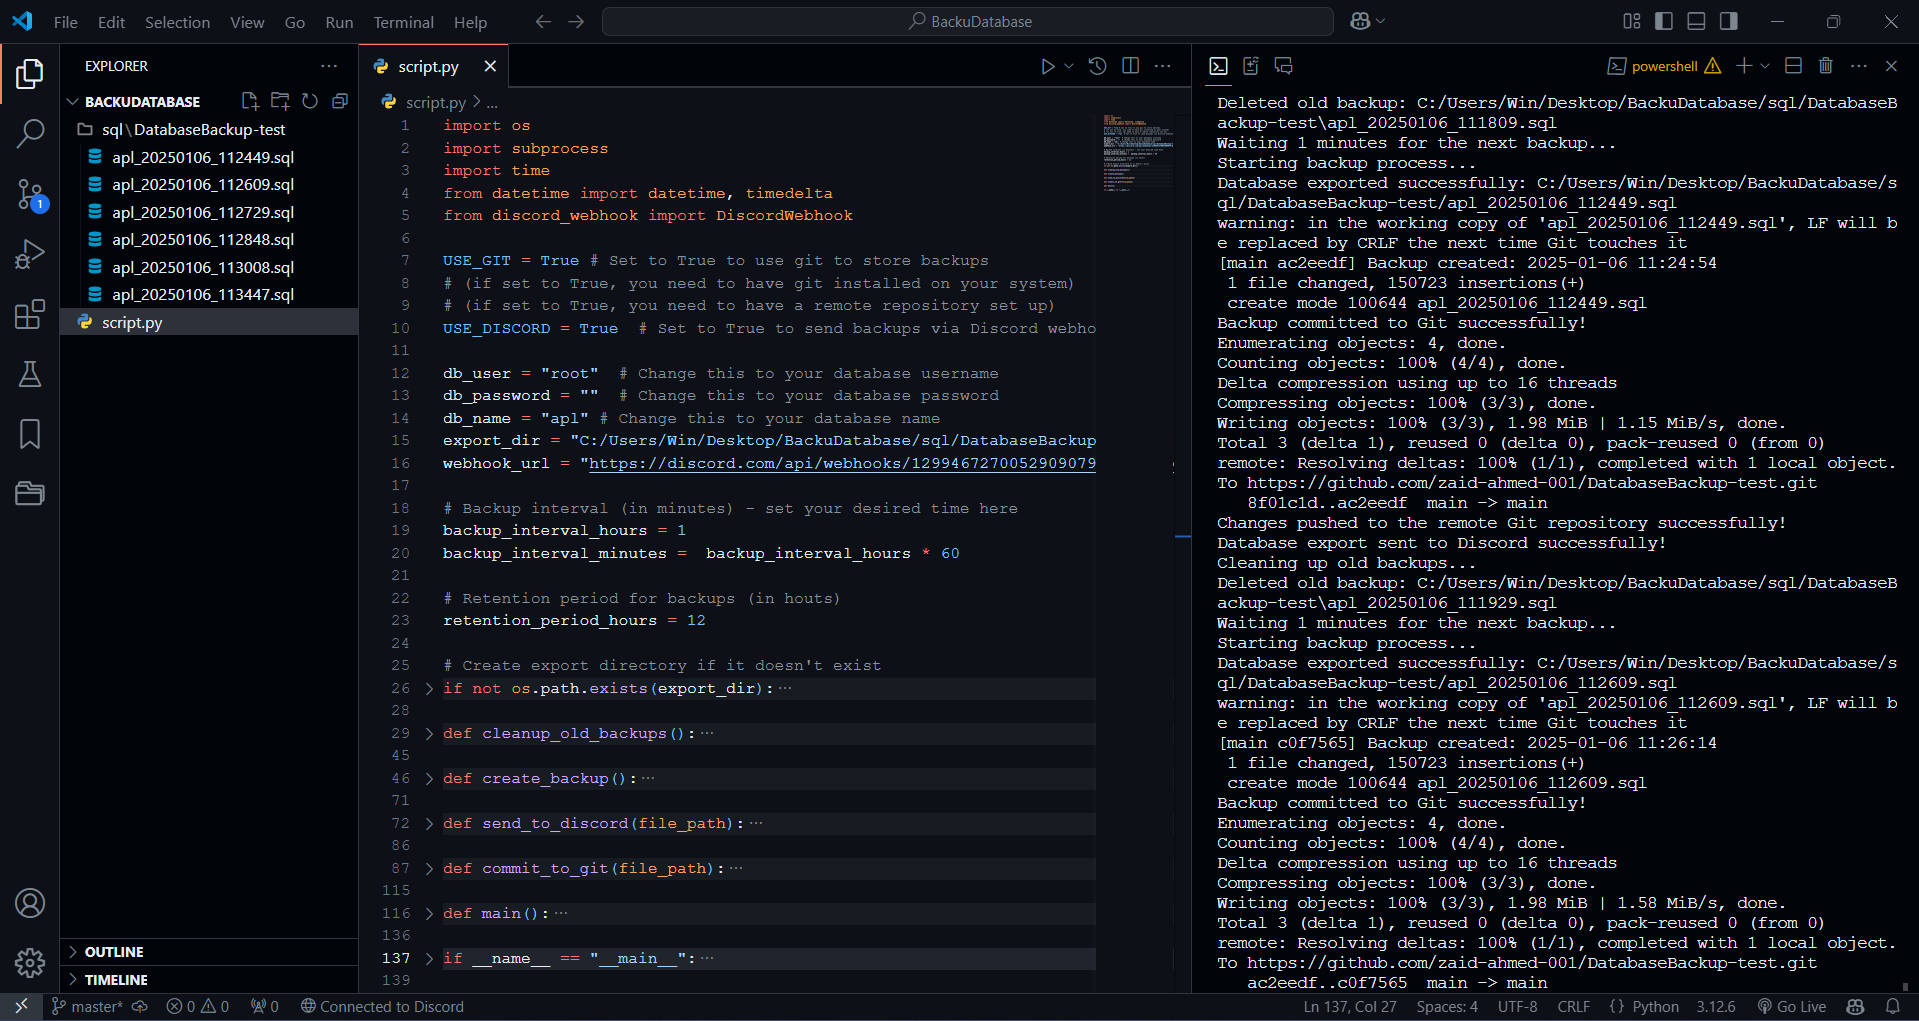 File Edit Selection View Go Run Terminal Help
BackuDatabase
EXPLORER
BACKUDATABASE
sql\DatabaseBackup-test
apl_20250106_112449.sql
apl_20250106_112609.sql
apl_20250106_112729.sql
apl_20250106_112848.sql
apl_20250106_113008.sql
apl_20250106_113447.sql
script.py
1
OUTLINE
TIMELINE
script.py
script.py > ...
1 import os
2 import subprocess
3 import time
4 from datetime import datetime, timedelta
5 from discord_webhook import DiscordWebhook
6
7 USE_GIT = True # Set to True to use git to store backups
8 # (if set to True, you need to have git installed on your system)
9 # (if set to True, you need to have a remote repository set up)
10 USE_DISCORD = True # Set to True to send backups via Discord webho
11
12 db_user = "root" # Change this to your database username
13 db_password = "" # Change this to your database password
14 db_name = "apl" # Change this to your database name
15 export_dir = "C:/Users/Win/Desktop/BackuDatabase/sql/DatabaseBackup
16 webhook_url = "https://discord.com/api/webhooks/1299467270052909079
17
18 # Backup interval (in minutes) - set your desired time here
19 backup_interval_hours = 1
20 backup_interval_minutes = backup_interval_hours * 60
21
22 # Retention period for backups (in houts)
23 retention_period_hours = 12
24
25 # Create export directory if it doesn't exist
26 if not os.path.exists(export_dir): ...
28
29 def cleanup_old_backups(): ...
45
46 def create_backup(): ...
71
72 def send_to_discord(file_path): ...
86
87 def commit_to_git(file_path): ...
115
116 def main(): ...
136
137 if __name__ == "__main__": ...
139
powershell
Deleted old backup: C:/Users/Win/Desktop/BackuDatabase/sql/DatabaseB
ackup-test\apl_20250106_111809.sql
Waiting 1 minutes for the next backup...
Starting backup process...
Database exported successfully: C:/Users/Win/Desktop/BackuDatabase/s
ql/DatabaseBackup-test/apl_20250106_112449.sql
warning: in the working copy of 'apl_20250106_112449.sql', LF will b
e replaced by CRLF the next time Git touches it
[main ac2eedf] Backup created: 2025-01-06 11:24:54
1 file changed, 150723 insertions(+)
create mode 100644 apl_20250106_112449.sql
Backup committed to Git successfully!
Enumerating objects: 4, done.
Counting objects: 100% (4/4), done.
Delta compression using up to 16 threads
Compressing objects: 100% (3/3), done.
Writing objects: 100% (3/3), 1.98 MiB | 1.15 MiB/s, done.
Total 3 (delta 1), reused 0 (delta 0), pack-reused 0 (from 0)
remote: Resolving deltas: 100% (1/1), completed with 1 local object.
To https://github.com/zaid-ahmed-001/DatabaseBackup-test.git
8f01c1d..ac2eedf main -> main
Changes pushed to the remote Git repository successfully!
Database export sent to Discord successfully!
Cleaning up old backups...
Deleted old backup: C:/Users/Win/Desktop/BackuDatabase/sql/DatabaseB
ackup-test\apl_20250106_111929.sql
Waiting 1 minutes for the next backup...
Starting backup process...
Database exported successfully: C:/Users/Win/Desktop/BackuDatabase/s
ql/DatabaseBackup-test/apl_20250106_112609.sql
warning: in the working copy of 'apl_20250106_112609.sql', LF will b
e replaced by CRLF the next time Git touches it
[main c0f7565] Backup created: 2025-01-06 11:26:14
1 file changed, 150723 insertions(+)
create mode 100644 apl_20250106_112609.sql
Backup committed to Git successfully!
Enumerating objects: 4, done.
Counting objects: 100% (4/4), done.
Delta compression using up to 16 threads
Compressing objects: 100% (3/3), done.
Writing objects: 100% (3/3), 1.98 MiB | 1.58 MiB/s, done.
Total 3 (delta 1), reused 0 (delta 0), pack-reused 0 (from 0)
remote: Resolving deltas: 100% (1/1), completed with 1 local object.
To https://github.com/zaid-ahmed-001/DatabaseBackup-test.git
ac2eedf..c0f7565 main -> main
master* 0 0 0 Connected to Discord Ln 137, Col 27 Spaces: 4 UTF-8 CRLF {} Python 3.12.6 Go Live